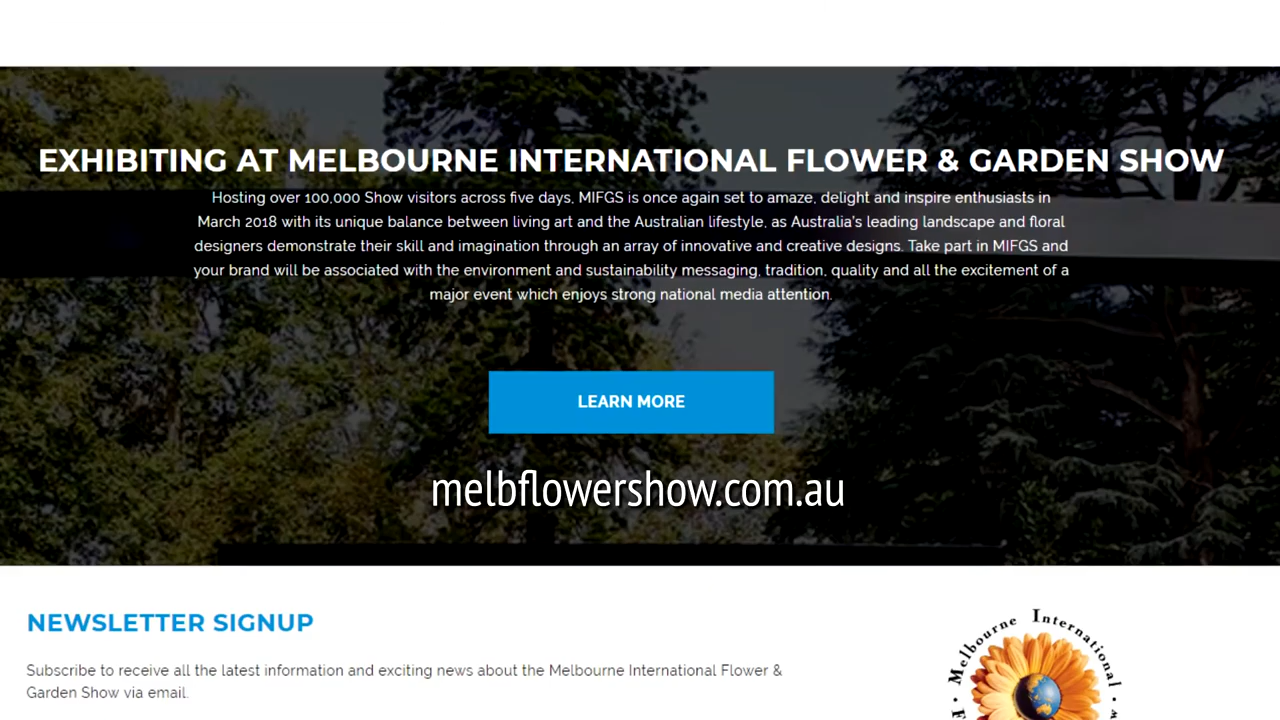 EXHIBITING AT MELBOURNE INTERNATIONAL FLOWER & GARDEN SHOW
Hosting over 100,000 Show visitors across five days, MIFGS is once again set to amaze, delight and inspire enthusiasts in
March 2018 with its unique balance between living art and the Australian lifestyle, as Australia's leading landscape and floral
designers demonstrate their skill and imagination through an array of innovative and creative designs. Take part in MIFGS and
your brand will be associated with the environment and sustainability messaging, tradition, quality and all the excitement of a
major event which enjoys strong national media attention.
LEARN MORE
melbflowershow.com.au
NEWSLETTER SIGNUP
Subscribe to receive all the latest information and exciting news about the Melbourne International Flower &
Garden Show via email.
Melbourne International